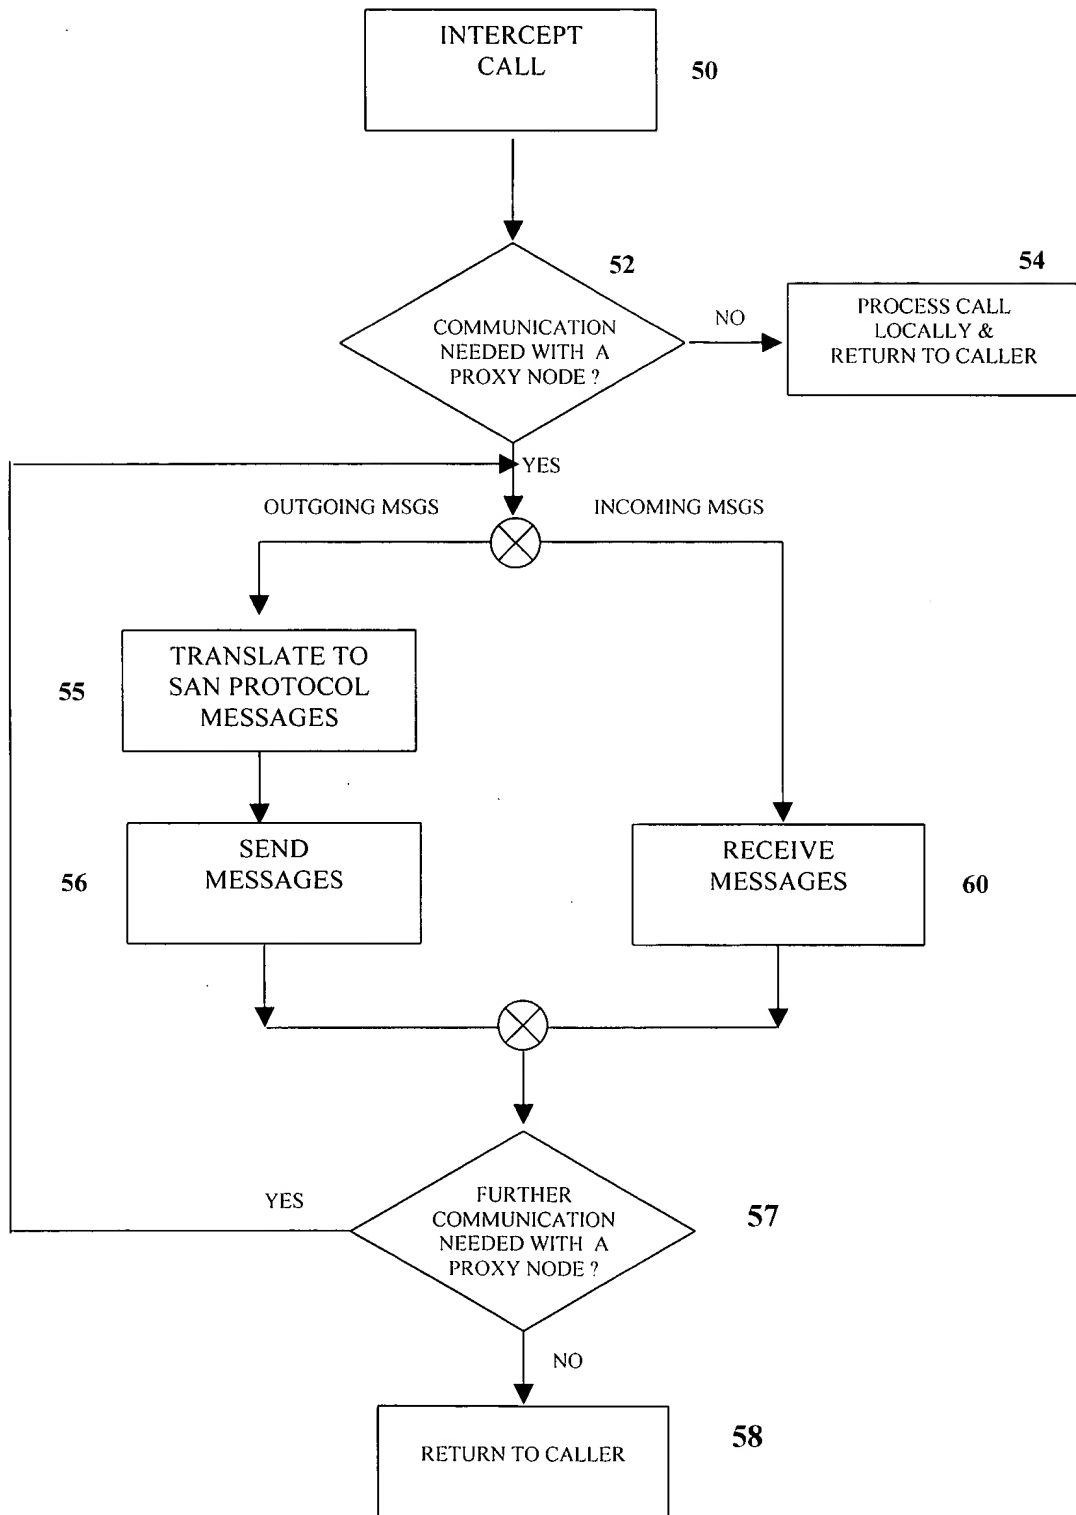 INTERCEPT
CALL
50
52
COMMUNICATION
NEEDED WITH A
PROXY NODE ?
NO
54
PROCESS CALL
LOCALLY &
RETURN TO CALLER
YES
OUTGOING MSGS
INCOMING MSGS
55
TRANSLATE TO
SAN PROTOCOL
MESSAGES
56
SEND
MESSAGES
RECEIVE
MESSAGES
60
YES
FURTHER
COMMUNICATION
NEEDED WITH A
PROXY NODE ?
57
NO
58
RETURN TO CALLER